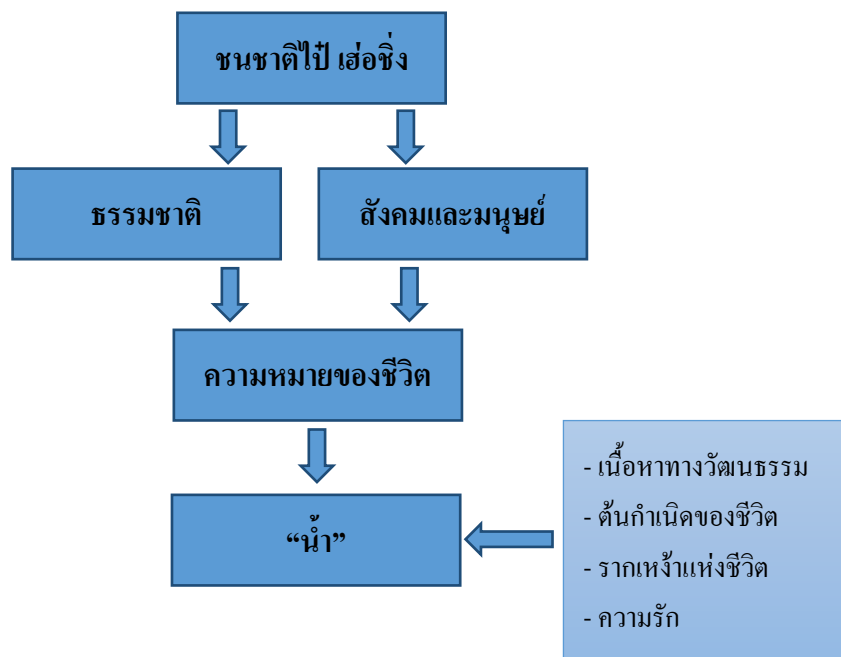 ชนชาติไป๋ เฮ่อชิ่ง
ธรรมชาติ
สังคมและมนุษย์
ความหมายของชีวิต
“น้ำ”
- เนื้อหาทางวัฒนธรรม
- ต้นกำเนิดของชีวิต
- รากเหง้าแห่งชีวิต
- ความรัก